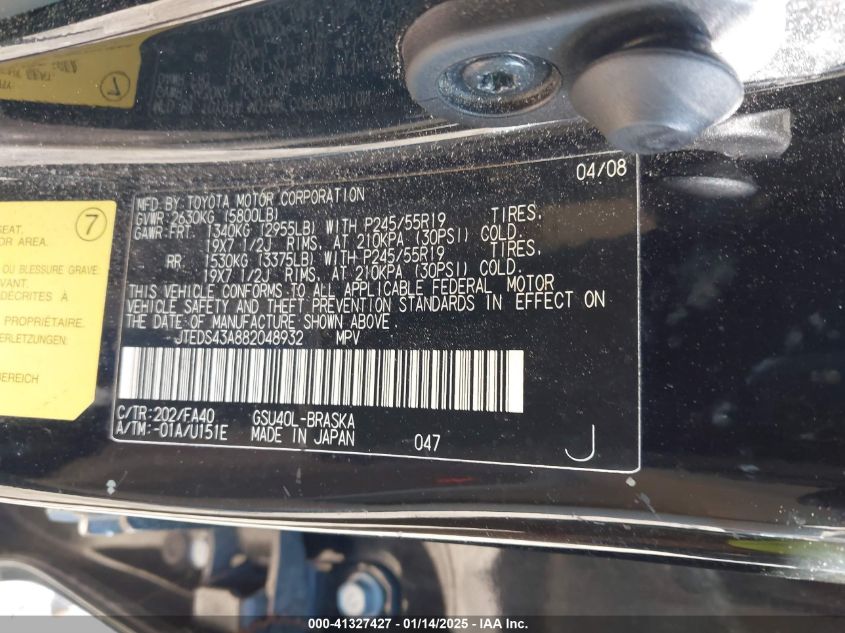 04/08
MFD BY: TOYOTA MOTOR CORPORATION
GVWR: 2630KG (5800LB)
GAWR: FRT. 1340KG (2955LB) WITH P245/55R19 TIRES,
19X7 1/2J RIMS, AT 210KPA (30PSI) COLD.
RR. 1530KG (3375LB) WITH P245/55R19 TIRES,
19X7 1/2J RIMS, AT 210KPA (30PSI) COLD.
THIS VEHICLE CONFORMS TO ALL APPLICABLE FEDERAL MOTOR
VEHICLE SAFETY AND THEFT PREVENTION STANDARDS IN EFFECT ON
THE DATE OF MANUFACTURE SHOWN ABOVE.
JTEDS43A882048932 MPV
C/TR: 202/FA40 GSU40L-BRASKA
A/TM: -01A/U151E MADE IN JAPAN 047 J
7
SEAT.
OR AREA.
OU BLESSURE GRAVE:
AVANT.
DÉCRITES À
PROPRIÉTAIRE.
TZUNGEN:
BEREICH
000-41327427 - 01/14/2025 - IAA Inc.